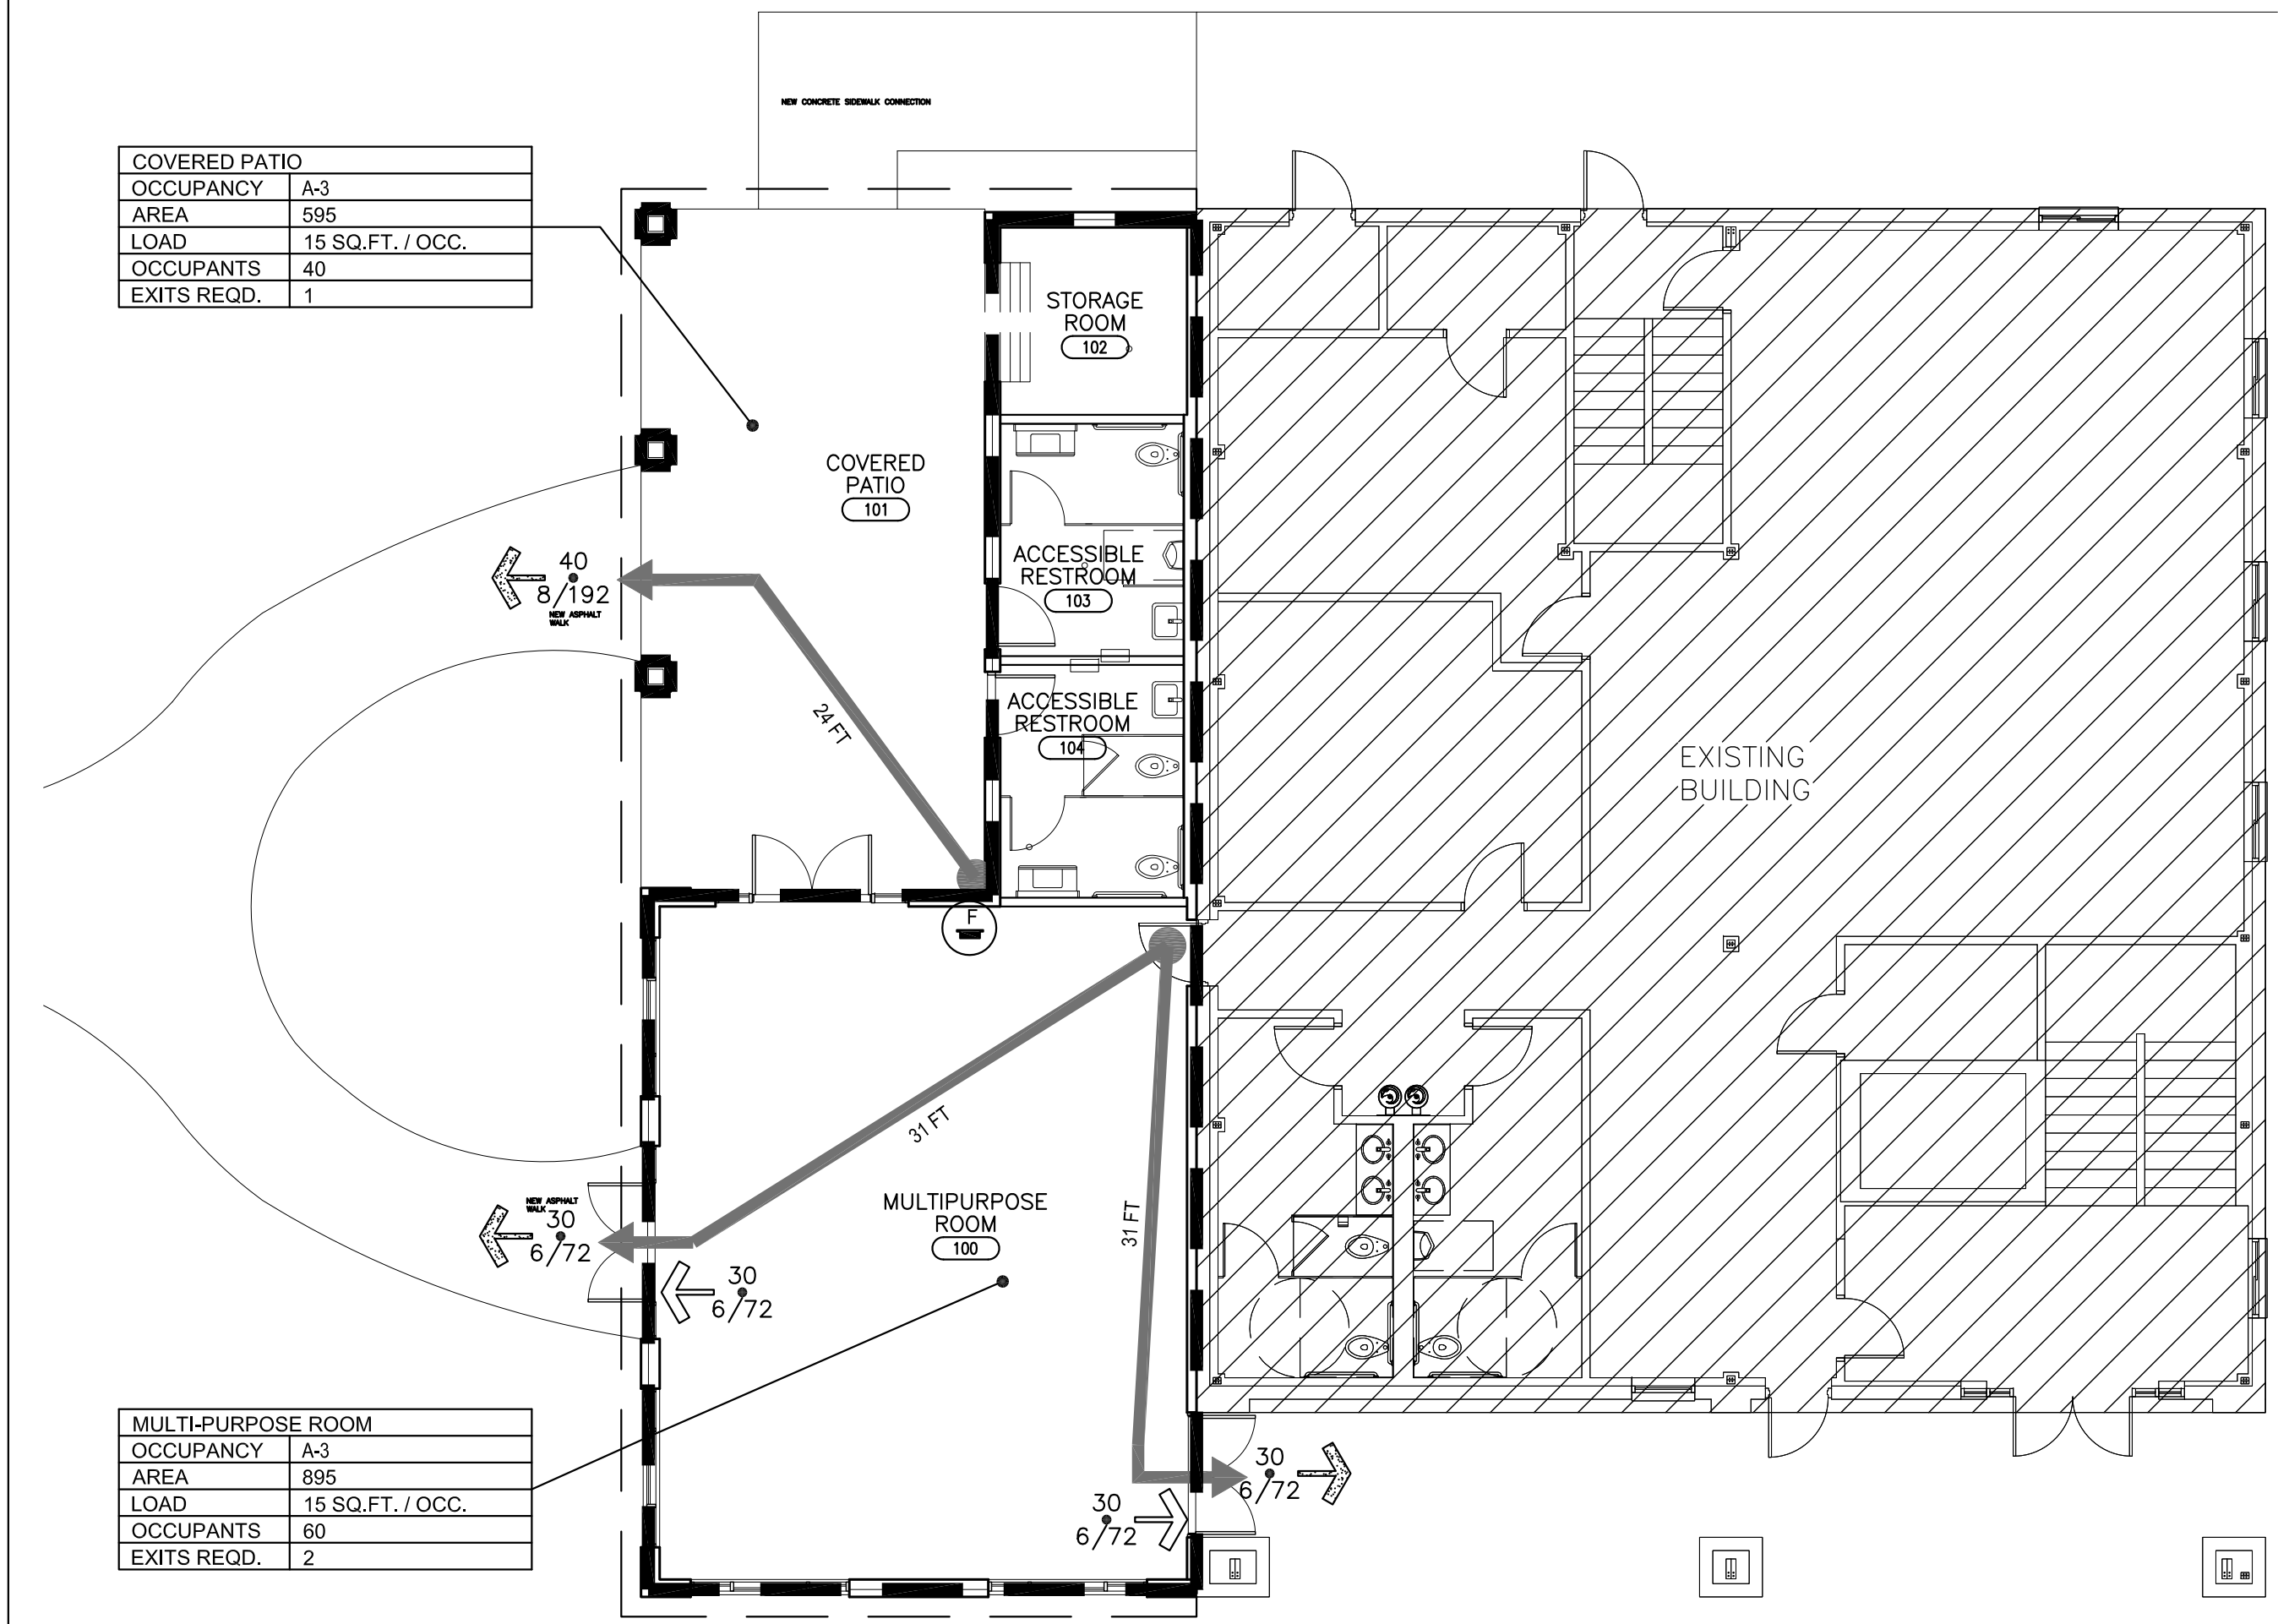 NEW CONCRETE SIDEWALK CONNECTION
COVERED PATIO
OCCUPANCY A-3
AREA 595
LOAD 15 SQ.FT. / OCC.
OCCUPANTS 40
EXITS REQD. 1
STORAGE
ROOM
102
COVERED
PATIO
101
40
8/192
NEW ASPHALT
WALK
ACCESSIBLE
RESTROOM
103
24 FT
ACCESSIBLE
RESTROOM
104
EXISTING
BUILDING
F
31 FT
31 FT
MULTIPURPOSE
ROOM
100
NEW ASPHALT
WALK
30
6/72
30
6/72
MULTI-PURPOSE ROOM
OCCUPANCY A-3
AREA 895
LOAD 15 SQ.FT. / OCC.
OCCUPANTS 60
EXITS REQD. 2
30
6/72
30
6/72